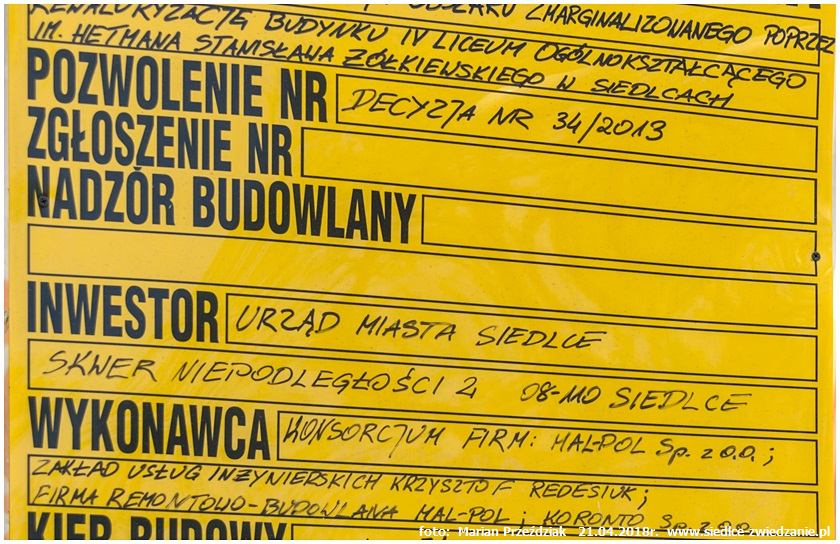 REWALORYZACJĘ BUDYNKU IV LICEUM OGÓLNOKSZTAŁCĄCEGO
ZMARGINALIZOWANEGO POPRZEZ
IM. HETMANA STANISŁAWA ŻÓŁKIEWSKIEGO W SIEDLCACH
POZWOLENIE NR DECYZJA NR 34/2013
ZGŁOSZENIE NR
NADZÓR BUDOWLANY
INWESTOR URZĄD MIASTA SIEDLCE
SKWER NIEPODLEGŁOŚCI 2 08-110 SIEDLCE
WYKONAWCA KONSORCJUM FIRM: MAL-POL Sp. z o.o. ;
ZAKŁAD USŁUG INŻYNIERSKICH KRZYSZTOF REDESIUK ;
FIRMA REMONTOWO-BUDOWLANA MAL-POL ; KORONTO Sp. z o.o.
KIER. BUDOWY
foto: Marian Przeździak 21.04.2018r. www.siedlce-zwiedzanie.pl